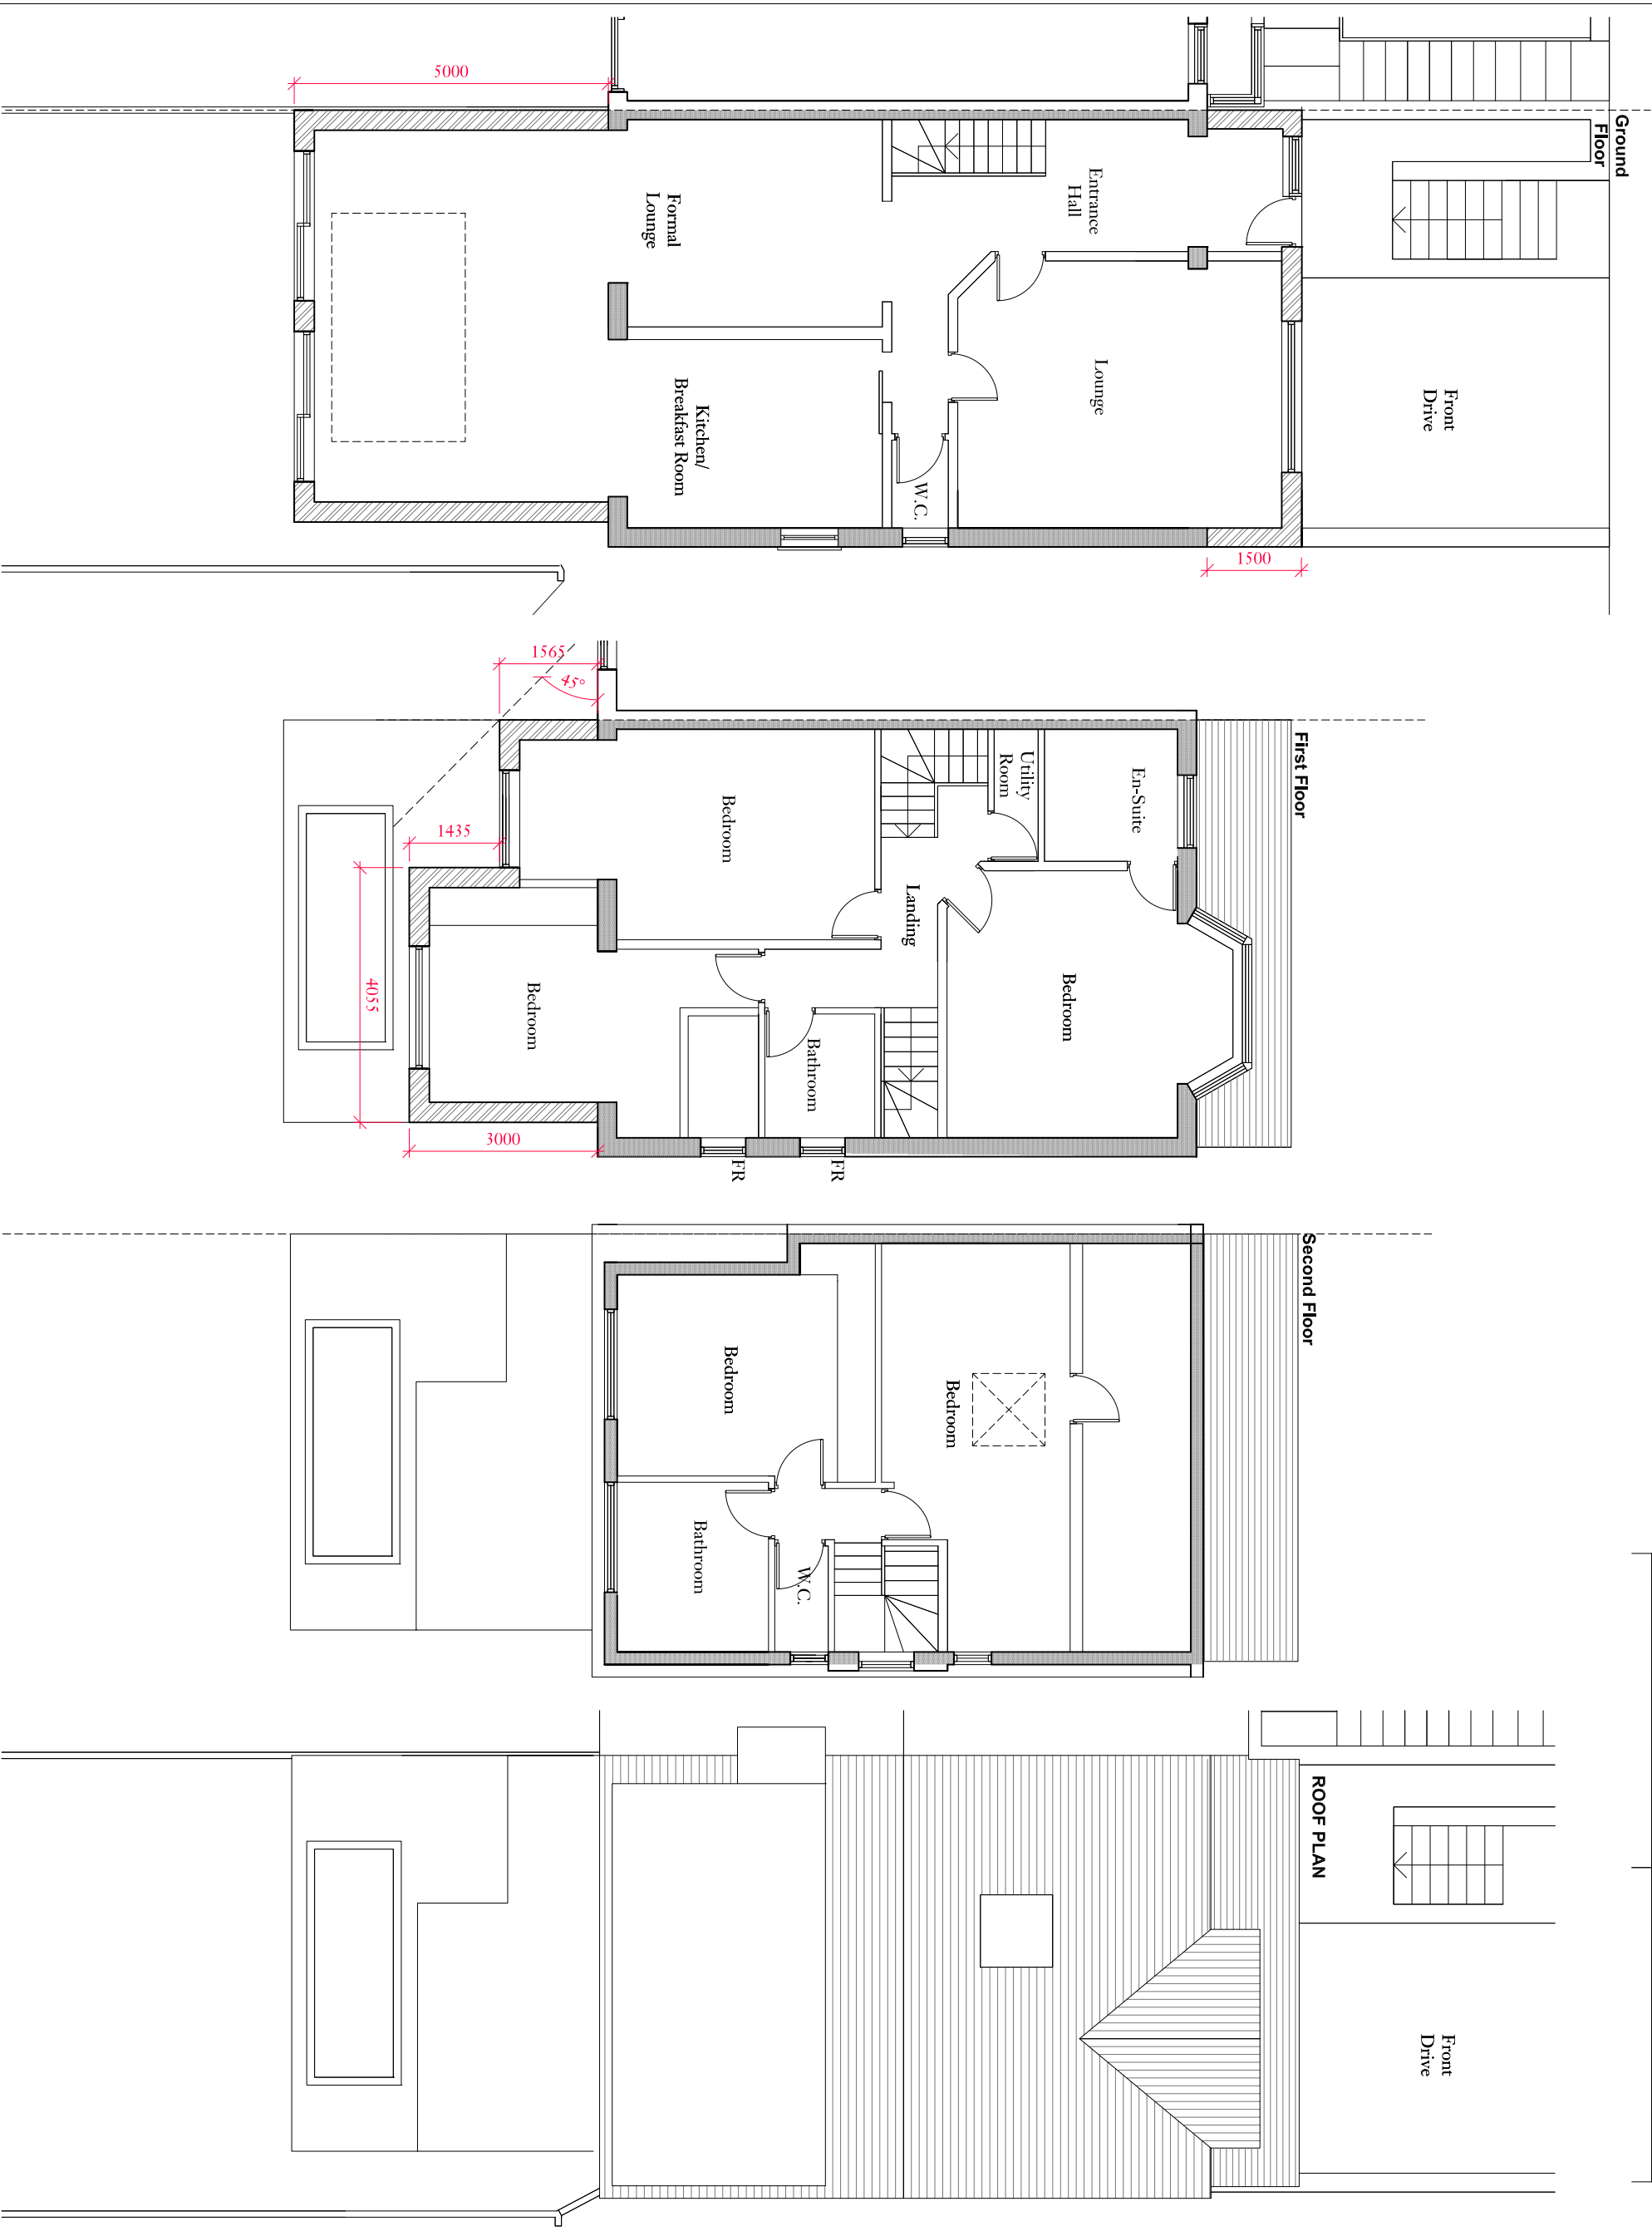 Ground
Floor
5000
Entrance
Hall
Formal
Lounge
Lounge
Front
Drive
Kitchen/
Breakfast Room
W.C.
1500
First Floor
1565
45°
En-Suite
Utility
Room
Bedroom
1435
Landing
Bedroom
Bedroom
4055
Bathroom
3000
FR
FR
Second Floor
Bedroom
Bedroom
Bathroom
W.C.
ROOF PLAN
Front
Drive